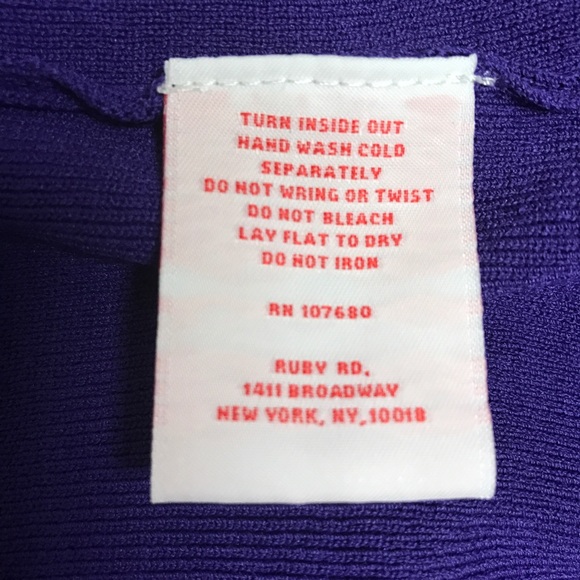 TURN INSIDE OUT
HAND WASH COLD
SEPARATELY
DO NOT WRING OR TWIST
DO NOT BLEACH
LAY FLAT TO DRY
DO NOT IRON
RN 107680
RUBY RD.
1411 BROADWAY
NEW YORK, NY,10018